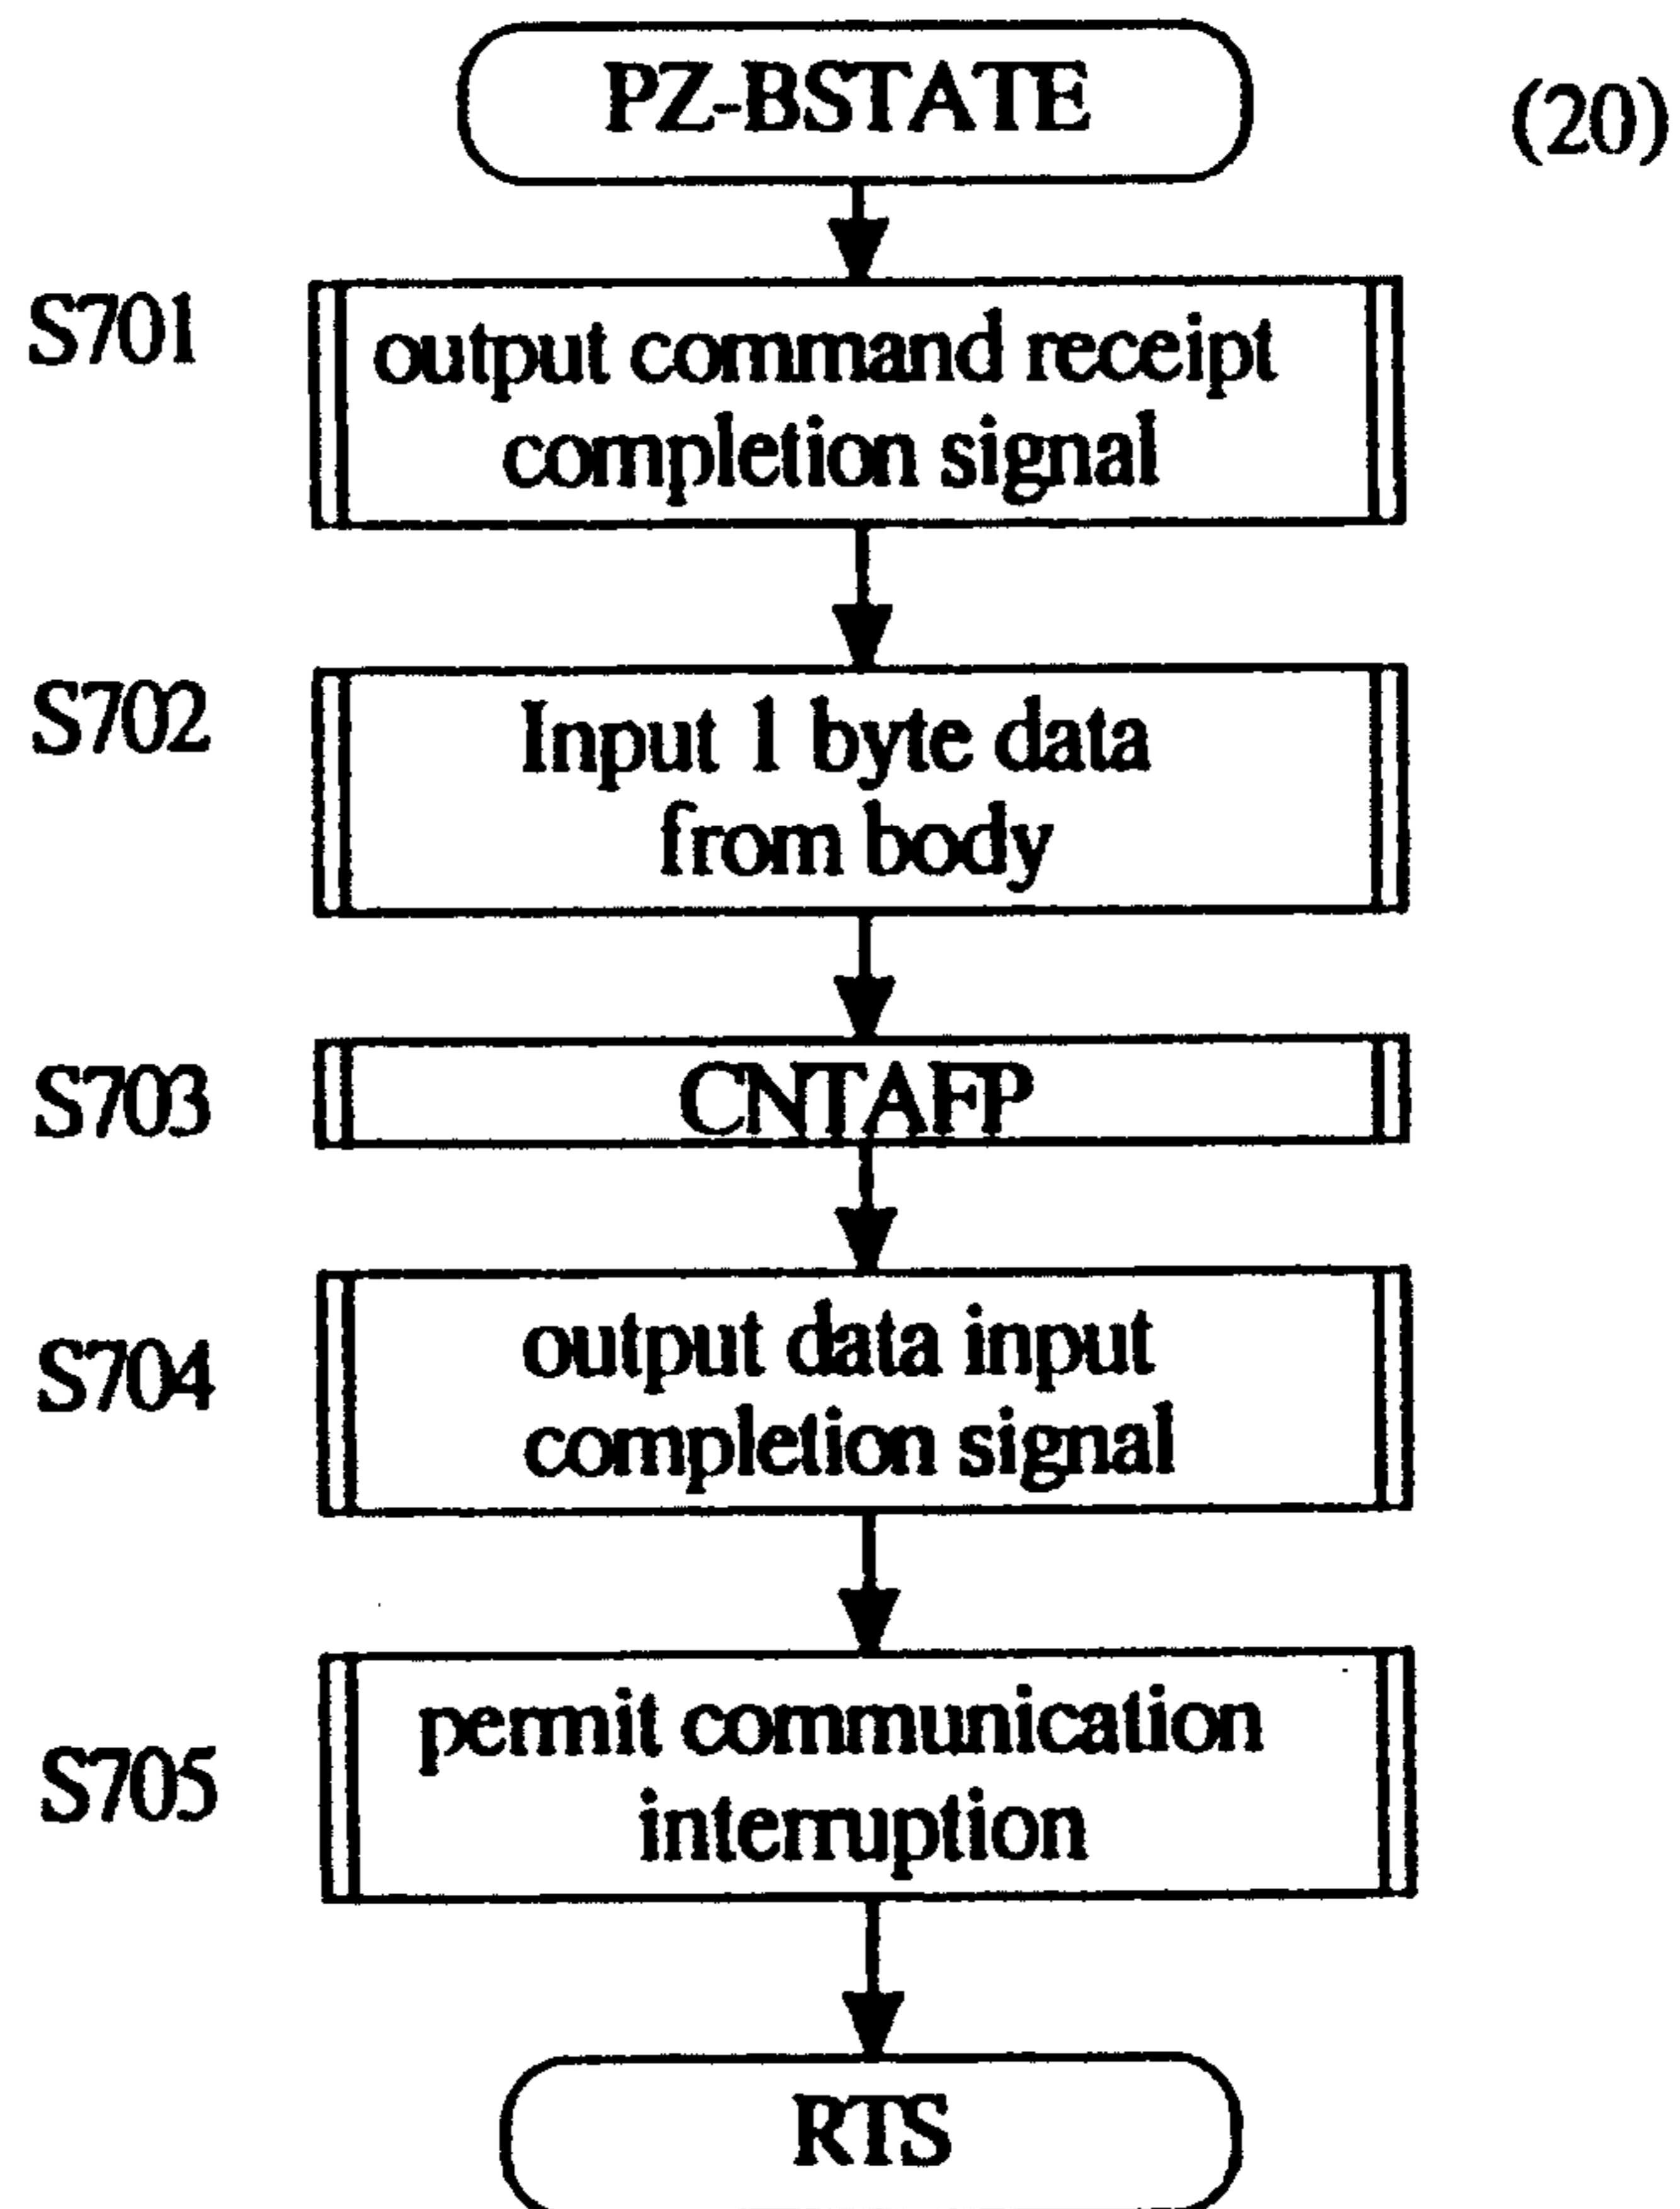 PZ-BSTATE
(20)
S701
output command receipt
completion signal
S702
Input 1 byte data
from body
S703
CNTAFP
S704
output data input
completion signal
S705
permit communication
interruption
RTS